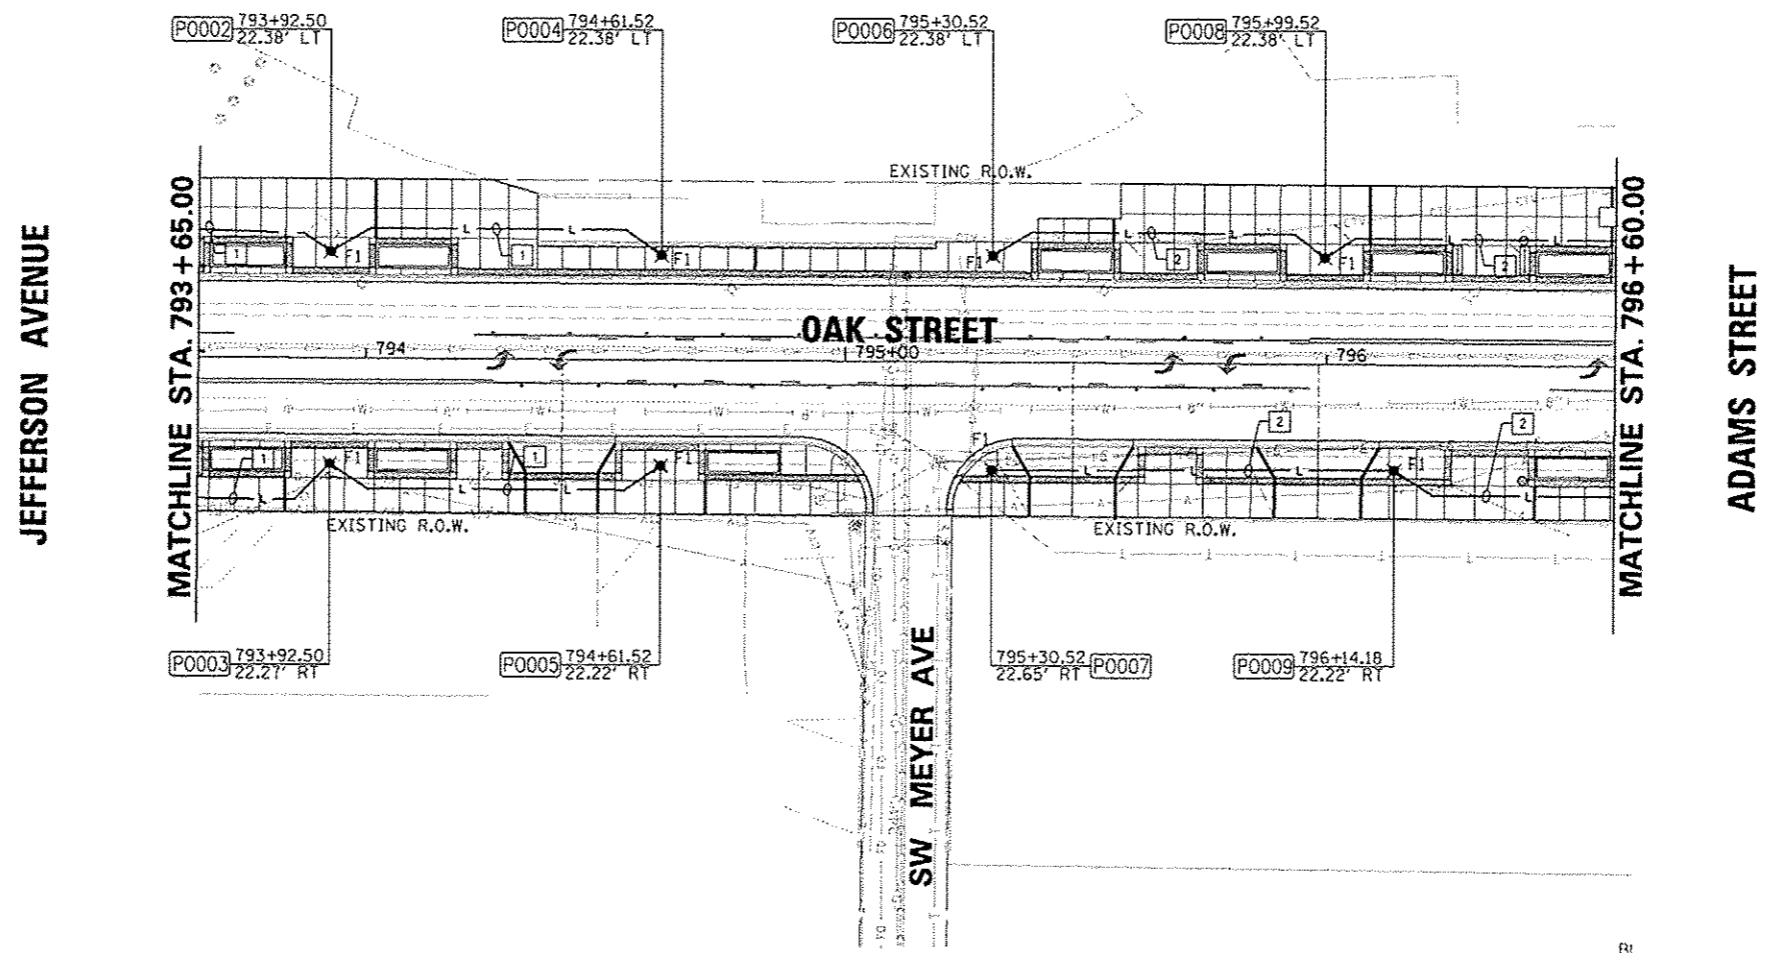 P0002 793+92.50
22.38' LT
P0004 794+61.52
22.38' LT
P0006 795+30.52
22.38' LT
P0008 795+99.52
22.38' LT
EXISTING R.O.W.
JEFFERSON AVENUE
MATCHLINE STA. 793+65.00
MATCHLINE STA. 796+60.00
ADAMS STREET
L L L L L L L
1 F1 1 F1 F1 2 F1 2
OAK STREET
794 795+00 796
W A" W W 8" W W 8" W W 8"
2 2
F1
1 F1 1 F1 F1
L L L L L L
EXISTING R.O.W.
EXISTING R.O.W.
P0003 793+92.50
22.27' RT
P0005 794+61.52
22.22' RT
795+30.52 P0007
22.65' RT
P0009 796+14.18
22.22' RT
SW MEYER AVE